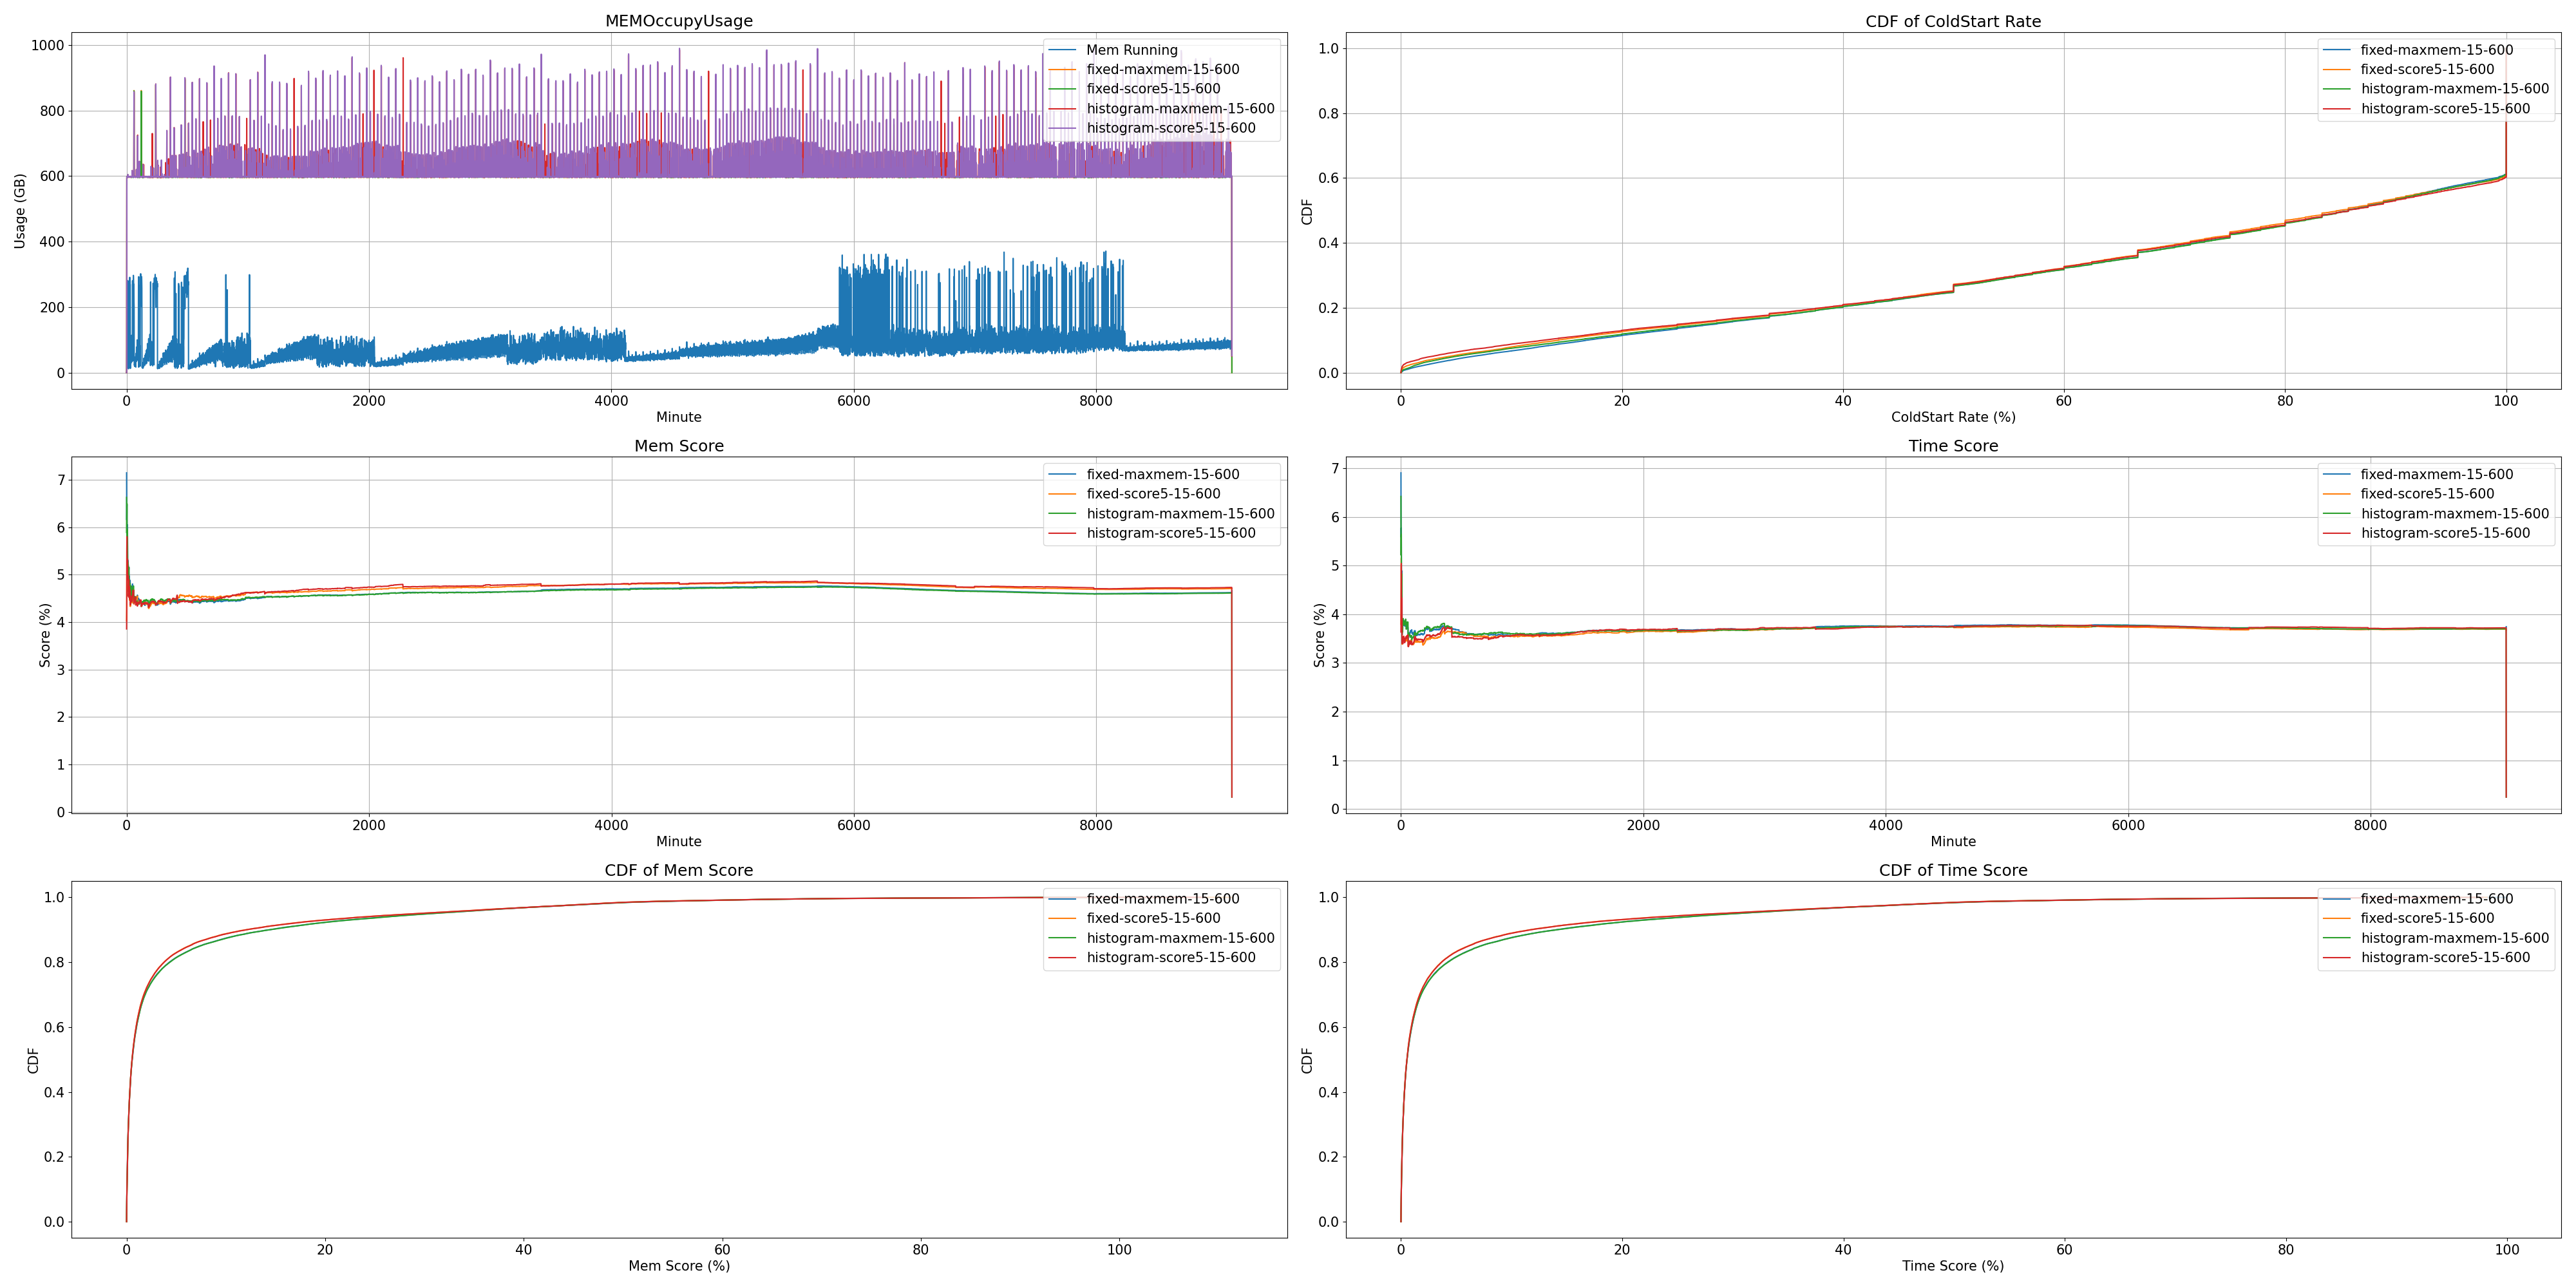 MEMOccupyUsage
Usage (GB)
1000
800
600
400
200
0
Mem Running
fixed-maxmem-15-600
fixed-score5-15-600
histogram-maxmem-15-600
histogram-score5-15-600
0 2000 4000 6000 8000
Minute
CDF of ColdStart Rate
CDF
1.0
0.8
0.6
0.4
0.2
0.0
fixed-maxmem-15-600
fixed-score5-15-600
histogram-maxmem-15-600
histogram-score5-15-600
0 20 40 60 80 100
ColdStart Rate (%)
Mem Score
Score (%)
7
6
5
4
3
2
1
0
fixed-maxmem-15-600
fixed-score5-15-600
histogram-maxmem-15-600
histogram-score5-15-600
0 2000 4000 6000 8000
Minute
Time Score
Score (%)
7
6
5
4
3
2
1
0
fixed-maxmem-15-600
fixed-score5-15-600
histogram-maxmem-15-600
histogram-score5-15-600
0 2000 4000 6000 8000
Minute
CDF of Mem Score
CDF
1.0
0.8
0.6
0.4
0.2
0.0
fixed-maxmem-15-600
fixed-score5-15-600
histogram-maxmem-15-600
histogram-score5-15-600
0 20 40 60 80 100
Mem Score (%)
CDF of Time Score
CDF
1.0
0.8
0.6
0.4
0.2
0.0
fixed-maxmem-15-600
fixed-score5-15-600
histogram-maxmem-15-600
histogram-score5-15-600
0 20 40 60 80 100
Time Score (%)